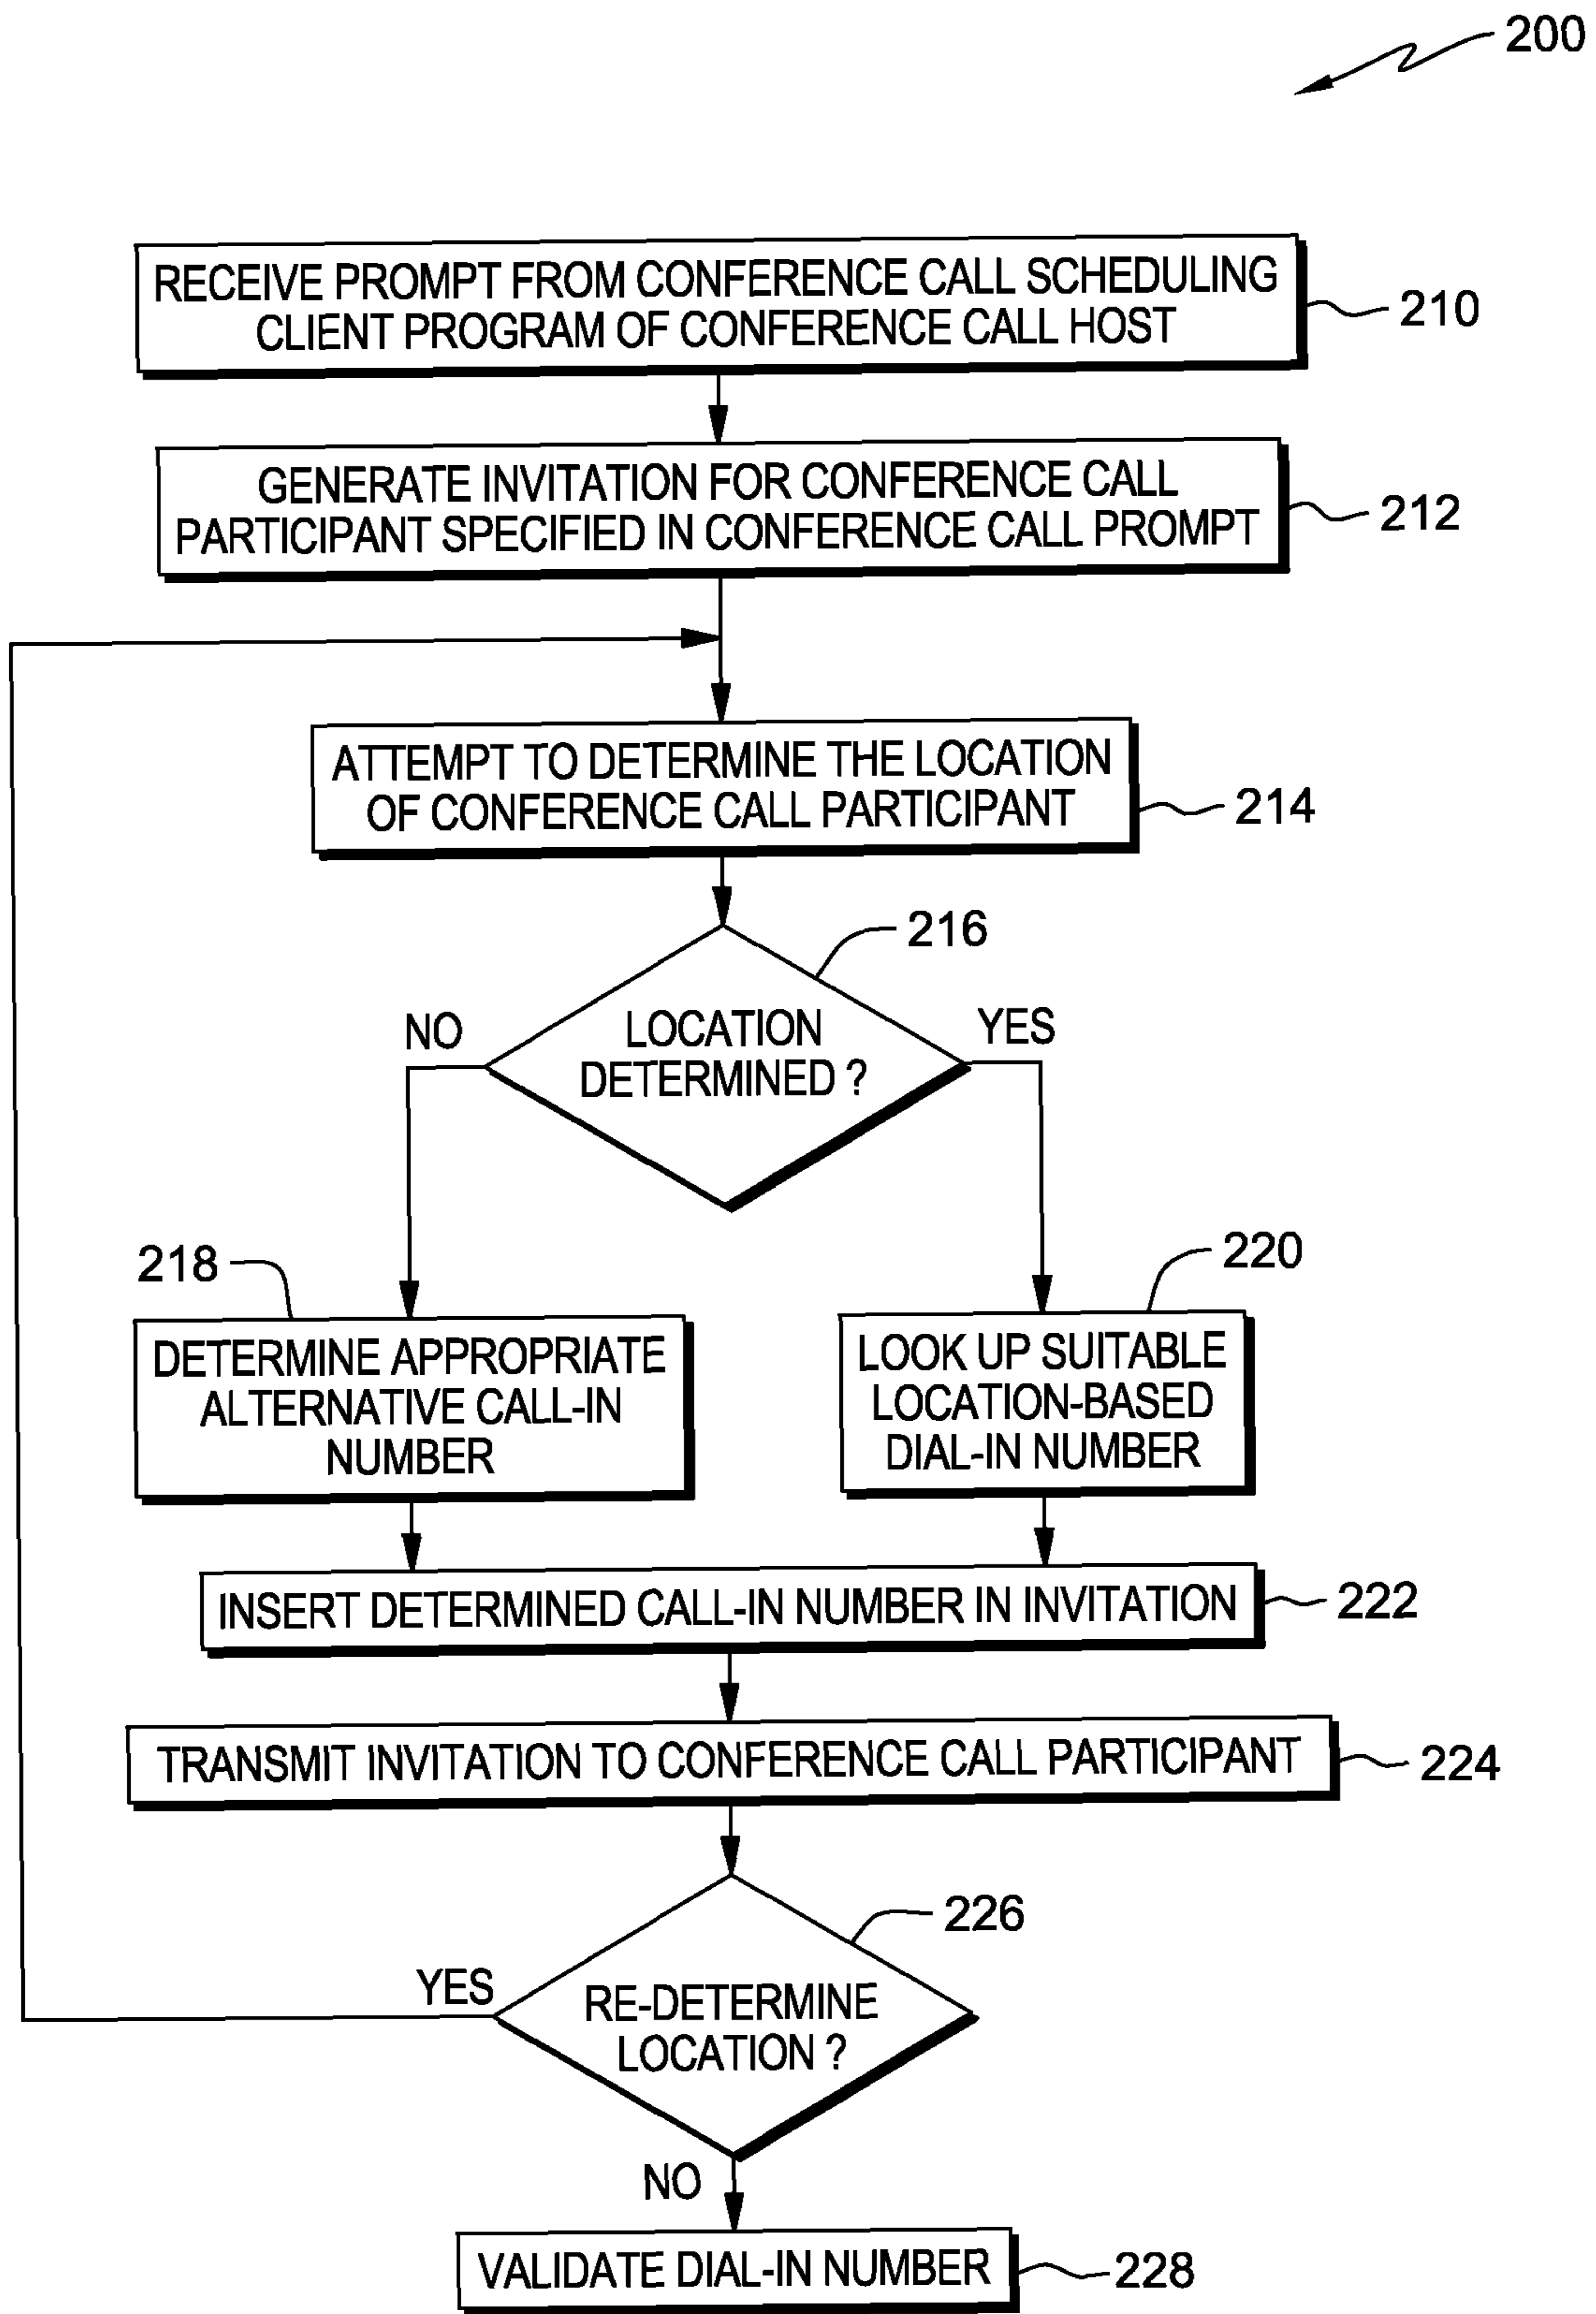 200
RECEIVE PROMPT FROM CONFERENCE CALL SCHEDULING
CLIENT PROGRAM OF CONFERENCE CALL HOST
210
GENERATE INVITATION FOR CONFERENCE CALL
PARTICIPANT SPECIFIED IN CONFERENCE CALL PROMPT
212
ATTEMPT TO DETERMINE THE LOCATION
OF CONFERENCE CALL PARTICIPANT
214
216
NO
LOCATION
DETERMINED ?
YES
218
220
DETERMINE APPROPRIATE
ALTERNATIVE CALL-IN
NUMBER
LOOK UP SUITABLE
LOCATION-BASED
DIAL-IN NUMBER
INSERT DETERMINED CALL-IN NUMBER IN INVITATION
222
TRANSMIT INVITATION TO CONFERENCE CALL PARTICIPANT
224
226
YES
RE-DETERMINE
LOCATION ?
NO
VALIDATE DIAL-IN NUMBER
228